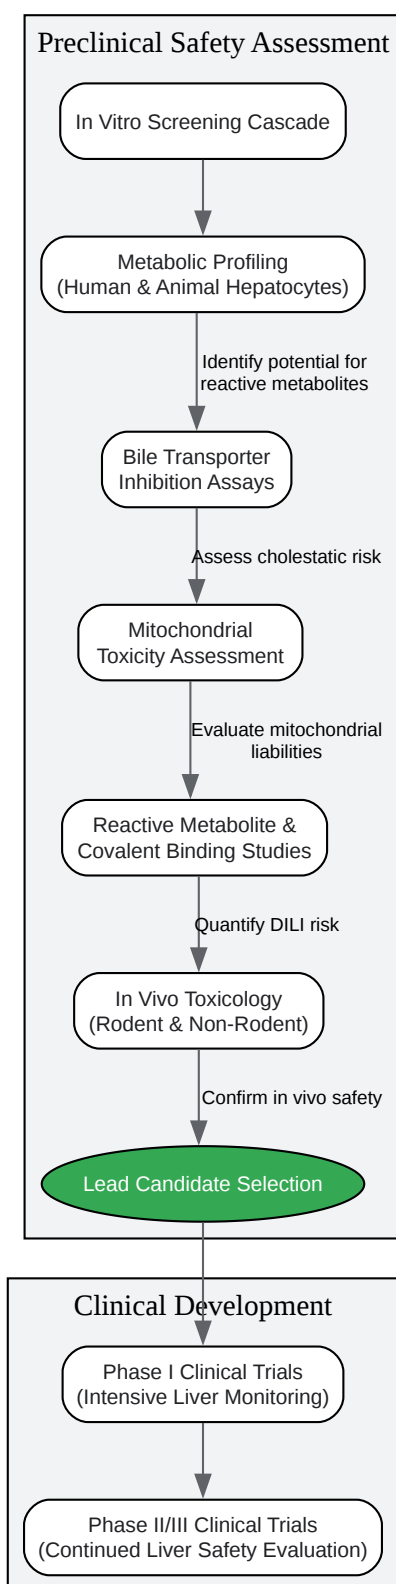 Preclinical Safety Assessment
In Vitro Screening Cascade
Metabolic Profiling
(Human & Animal Hepatocytes)
Identify potential for
reactive metabolites
Bile Transporter
Inhibition Assays
Assess cholestatic risk
Mitochondrial
Toxicity Assessment
Evaluate mitochondrial
liabilities
Reactive Metabolite &
Covalent Binding Studies
Quantify DILI risk
In Vivo Toxicology
(Rodent & Non-Rodent)
Confirm in vivo safety
Lead Candidate Selection
Clinical Development
Phase I Clinical Trials
(Intensive Liver Monitoring)
Phase II/III Clinical Trials
(Continued Liver Safety Evaluation)